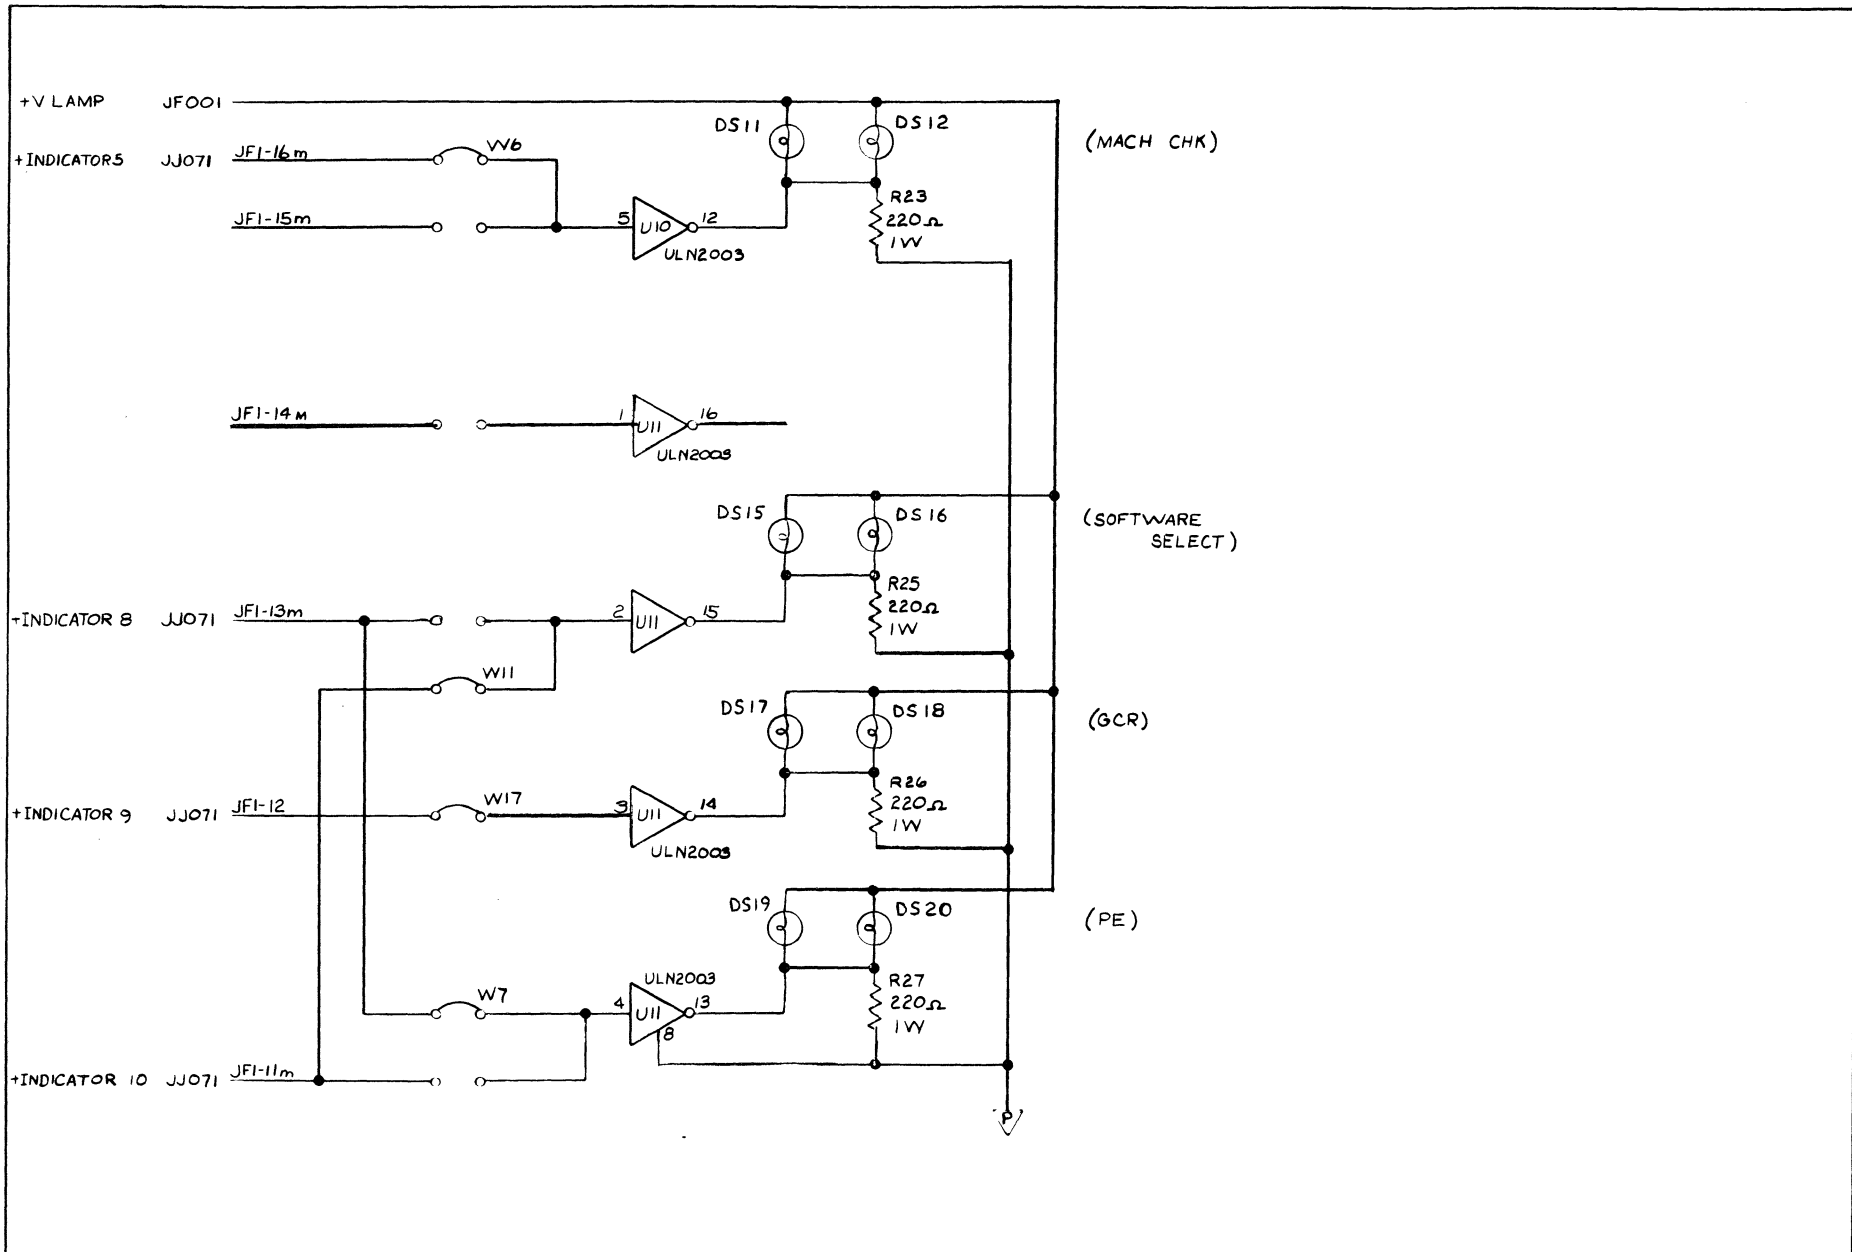 +V LAMP JF001
DS11 DS12
(MACH CHK)
+INDICATOR5 JJ071 JF1-16m W6
R23
220Ω
1W
JF1-15m 5 U10 12
ULN2003
JF1-14M 1 U11 16
ULN2003
DS15 DS16
(SOFTWARE
SELECT)
R25
220Ω
1W
+INDICATOR 8 JJ071 JF1-13m 2 U11 15
W11
DS17 DS18
(GCR)
R26
220Ω
1W
+INDICATOR 9 JJ071 JF1-12 W17 3 U11 14
ULN2003
DS19 DS20
(PE)
ULN2003
R27
220Ω
1W
W7 4 U11 13
8
+INDICATOR 10 JJ071 JF1-11m
P